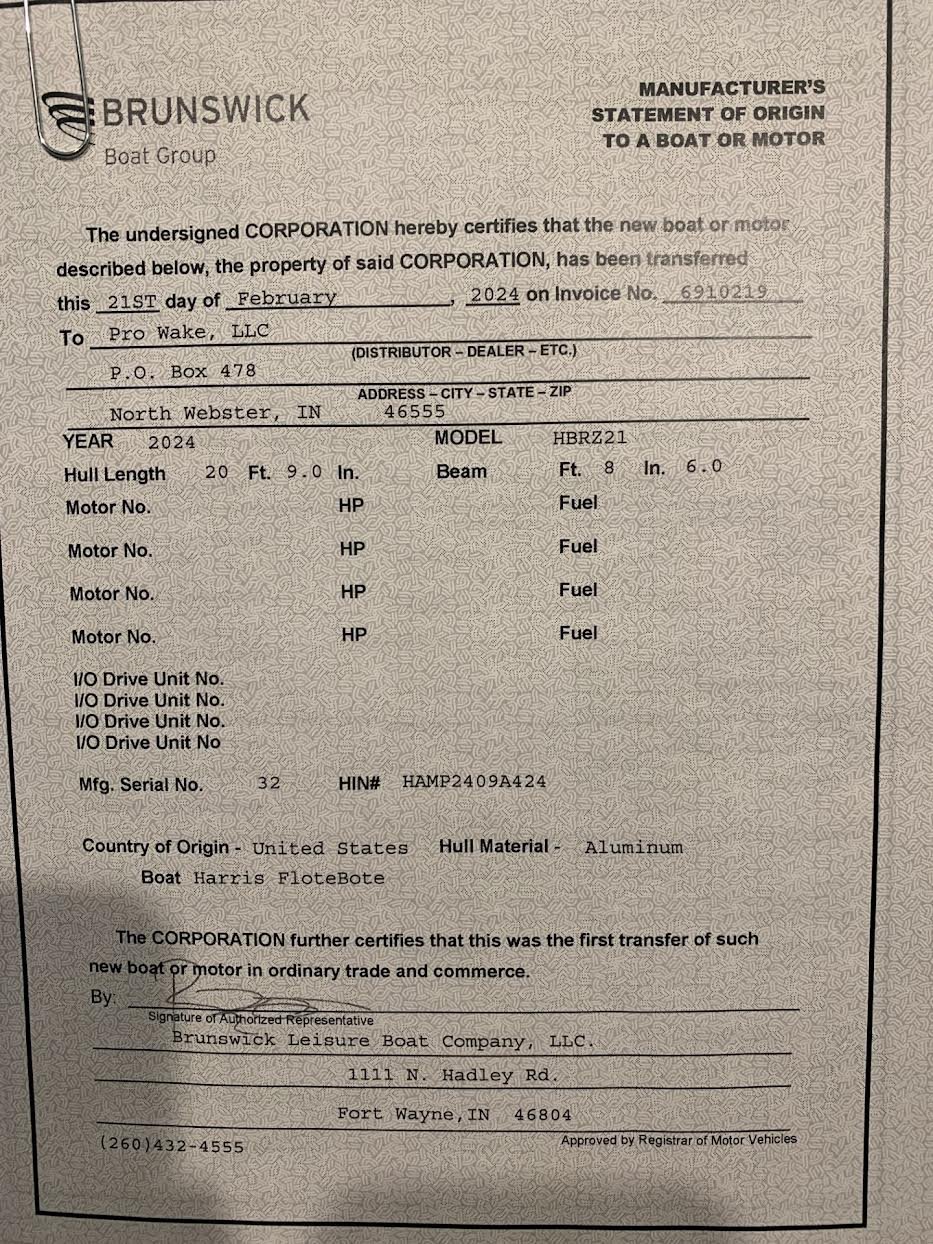 BRUNSWICK
Boat Group
MANUFACTURER'S
STATEMENT OF ORIGIN
TO A BOAT OR MOTOR
The undersigned CORPORATION hereby certifies that the new boat or motor
described below, the property of said CORPORATION, has been transferred
this 21ST day of February, 2024 on Invoice No. 6910219
To Pro Wake, LLC
(DISTRIBUTOR – DEALER – ETC.)
P.O. Box 478
ADDRESS – CITY – STATE – ZIP
North Webster, IN 46555
YEAR 2024 MODEL HBRZ21
Hull Length 20 Ft. 9.0 In. Beam Ft. 8 In. 6.0
Motor No. HP Fuel
Motor No. HP Fuel
Motor No. HP Fuel
Motor No. HP Fuel
I/O Drive Unit No.
I/O Drive Unit No.
I/O Drive Unit No.
I/O Drive Unit No
Mfg. Serial No. 32 HIN# HAMP2409A424
Country of Origin - United States Hull Material - Aluminum
Boat Harris FloteBote
The CORPORATION further certifies that this was the first transfer of such
new boat or motor in ordinary trade and commerce.
By:
Signature of Authorized Representative
Brunswick Leisure Boat Company, LLC.
1111 N. Hadley Rd.
Fort Wayne,IN 46804
(260)432-4555 Approved by Registrar of Motor Vehicles